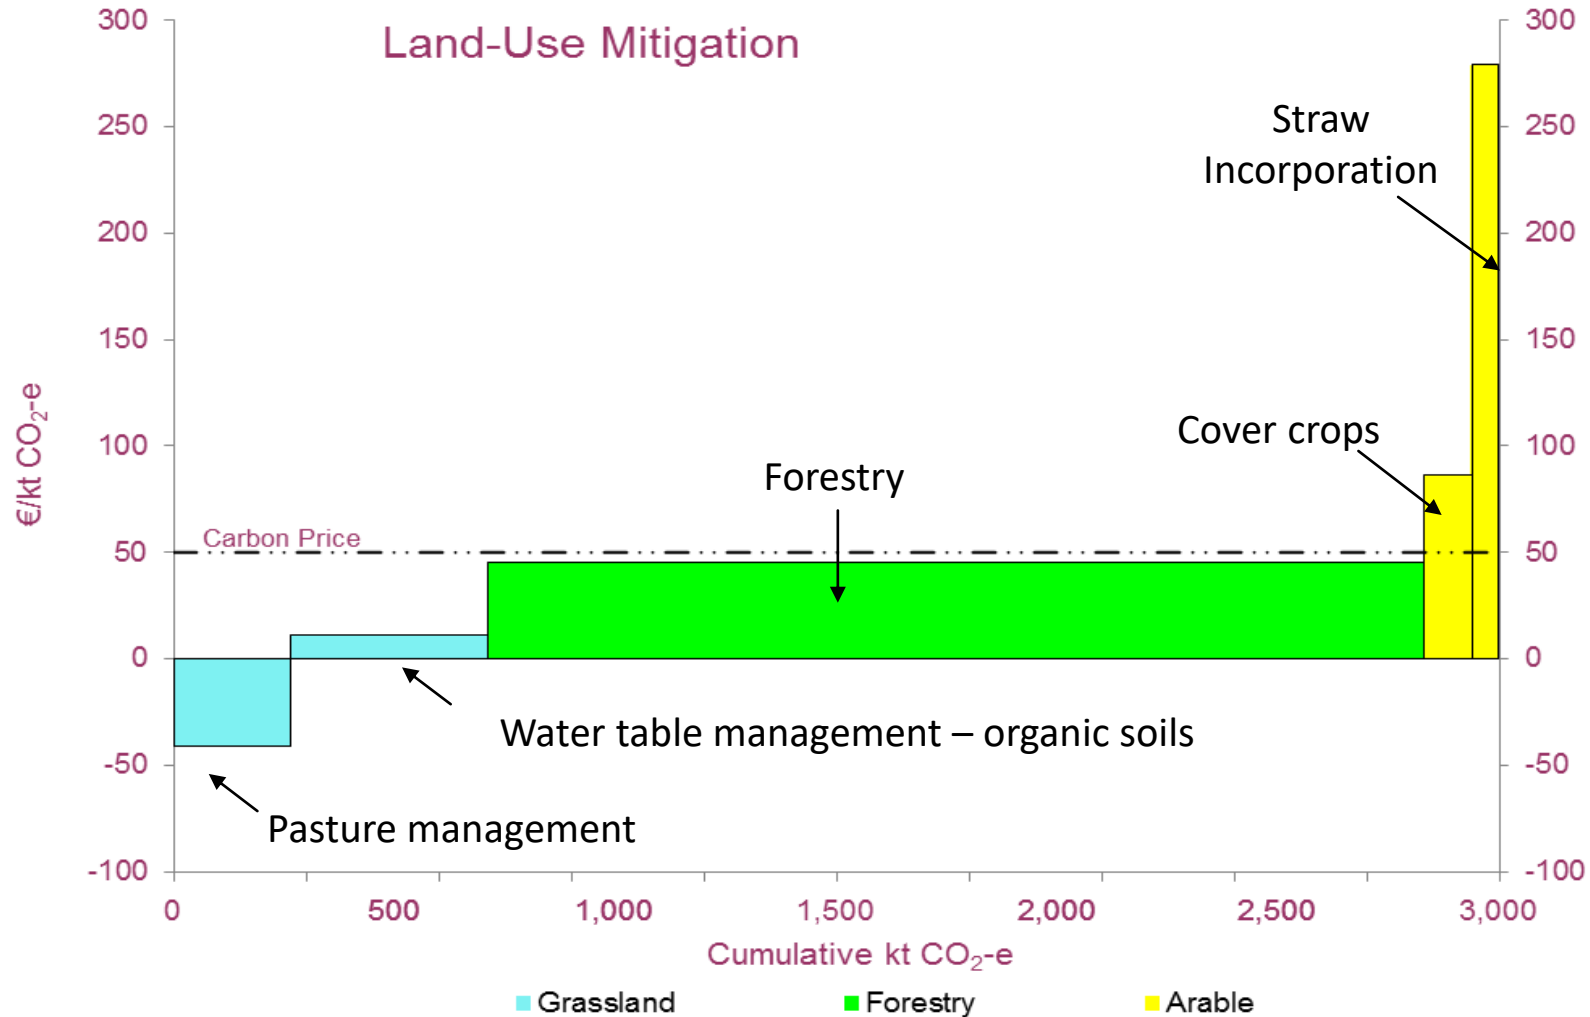 Land-Use Mitigation
300
250
200
150
100
50
0
-50
-100
300
250
200
150
100
50
0
-50
-100
€/kt CO₂-e
Straw
Incorporation
Cover crops
Forestry
Carbon Price
Water table management – organic soils
Pasture management
0 500 1,000 1,500 2,000 2,500 3,000
Cumulative kt CO₂-e
Grassland Forestry Arable